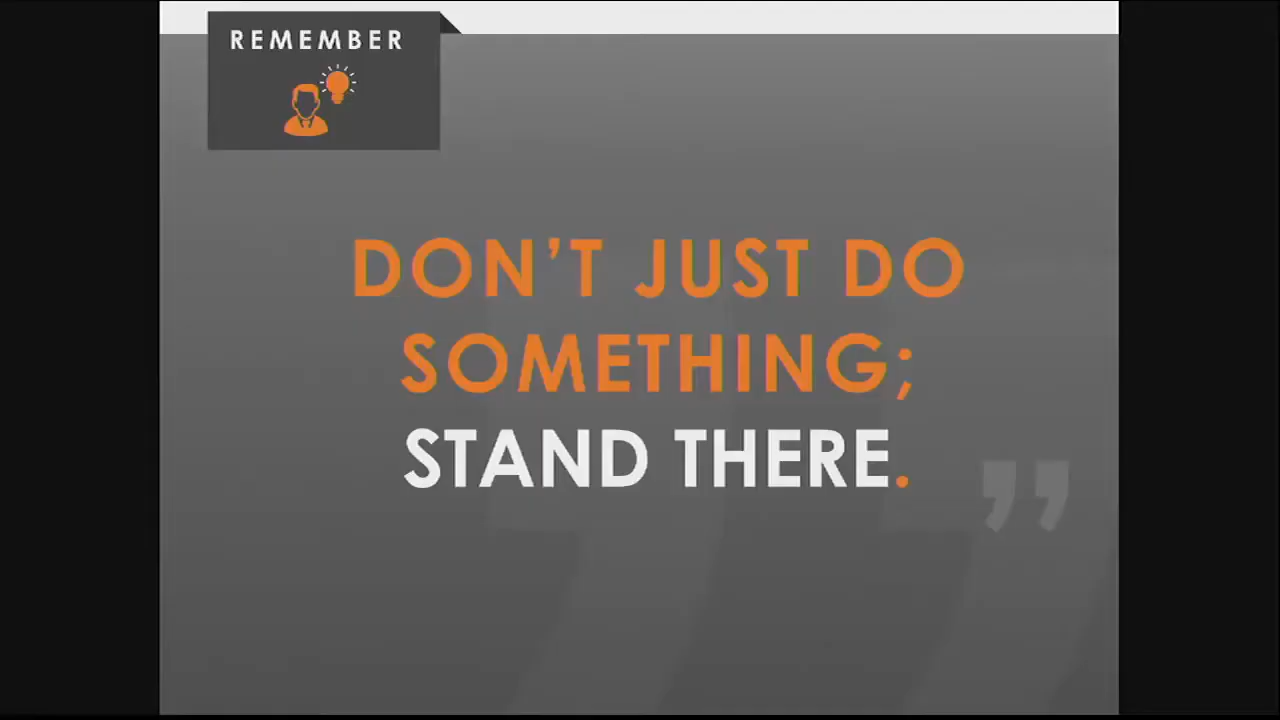 REMEMBER
DON’T JUST DO
SOMETHING;
STAND THERE.
”